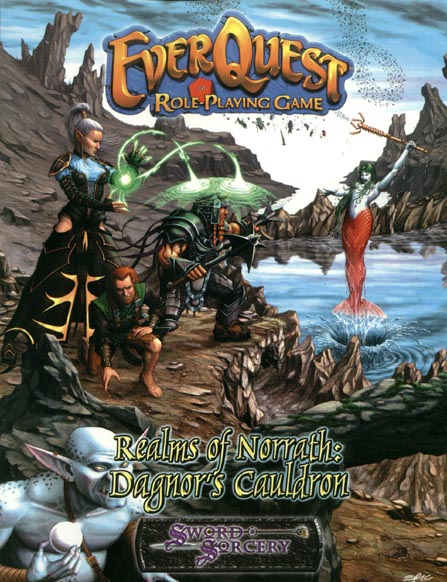 EVERQUEST
ROLE-PLAYING GAME
Realms of Norrath:
Dagnor's Cauldron
SWORD & SORCERY